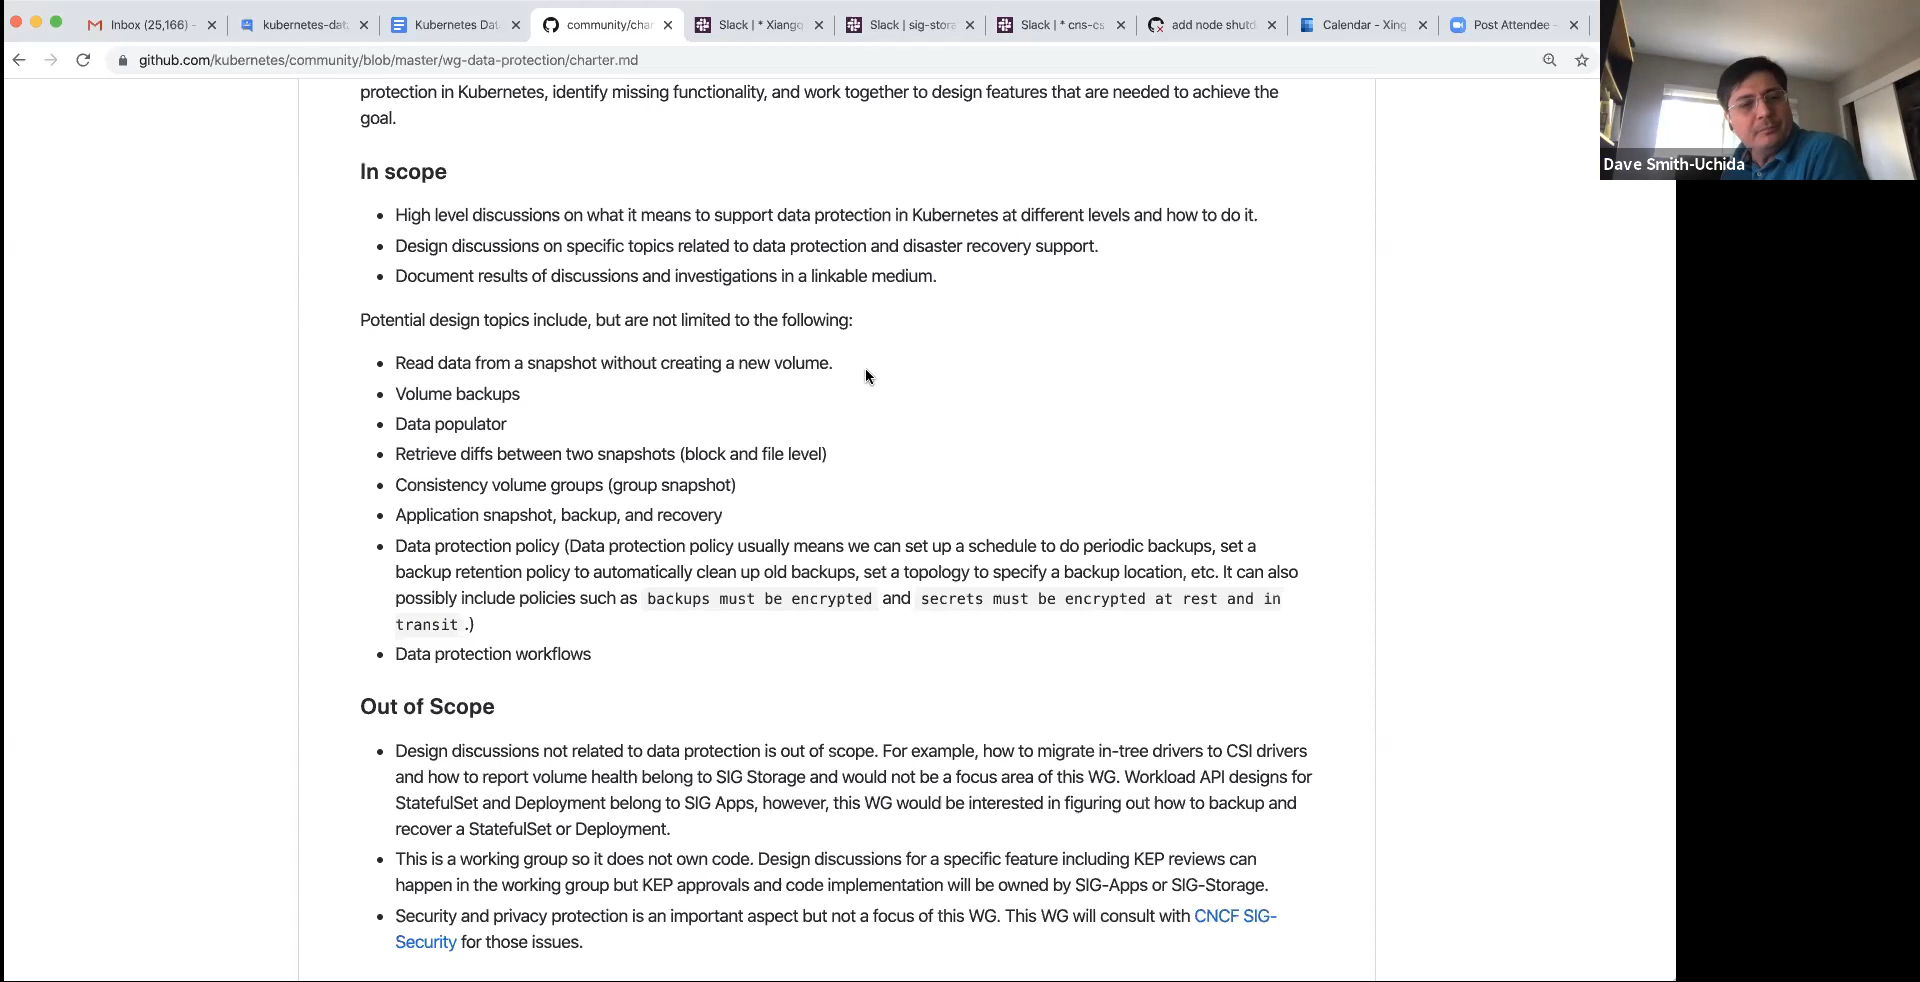 Inbox (25,166) -
kubernetes-dat
Kubernetes Dat
community/char
Slack | * Xiangq
Slack | sig-stora
Slack | * cns-cs
add node shutd
Calendar - Xing
Post Attendee -
github.com/kubernetes/community/blob/master/wg-data-protection/charter.md
Dave Smith-Uchida
protection in Kubernetes, identify missing functionality, and work together to design features that are needed to achieve the
goal.
In scope
• High level discussions on what it means to support data protection in Kubernetes at different levels and how to do it.
• Design discussions on specific topics related to data protection and disaster recovery support.
• Document results of discussions and investigations in a linkable medium.
Potential design topics include, but are not limited to the following:
• Read data from a snapshot without creating a new volume.
• Volume backups
• Data populator
• Retrieve diffs between two snapshots (block and file level)
• Consistency volume groups (group snapshot)
• Application snapshot, backup, and recovery
• Data protection policy (Data protection policy usually means we can set up a schedule to do periodic backups, set a
backup retention policy to automatically clean up old backups, set a topology to specify a backup location, etc. It can also
possibly include policies such as backups must be encrypted and secrets must be encrypted at rest and in
transit .)
• Data protection workflows
Out of Scope
• Design discussions not related to data protection is out of scope. For example, how to migrate in-tree drivers to CSI drivers
and how to report volume health belong to SIG Storage and would not be a focus area of this WG. Workload API designs for
StatefulSet and Deployment belong to SIG Apps, however, this WG would be interested in figuring out how to backup and
recover a StatefulSet or Deployment.
• This is a working group so it does not own code. Design discussions for a specific feature including KEP reviews can
happen in the working group but KEP approvals and code implementation will be owned by SIG-Apps or SIG-Storage.
• Security and privacy protection is an important aspect but not a focus of this WG. This WG will consult with CNCF SIG-
Security for those issues.